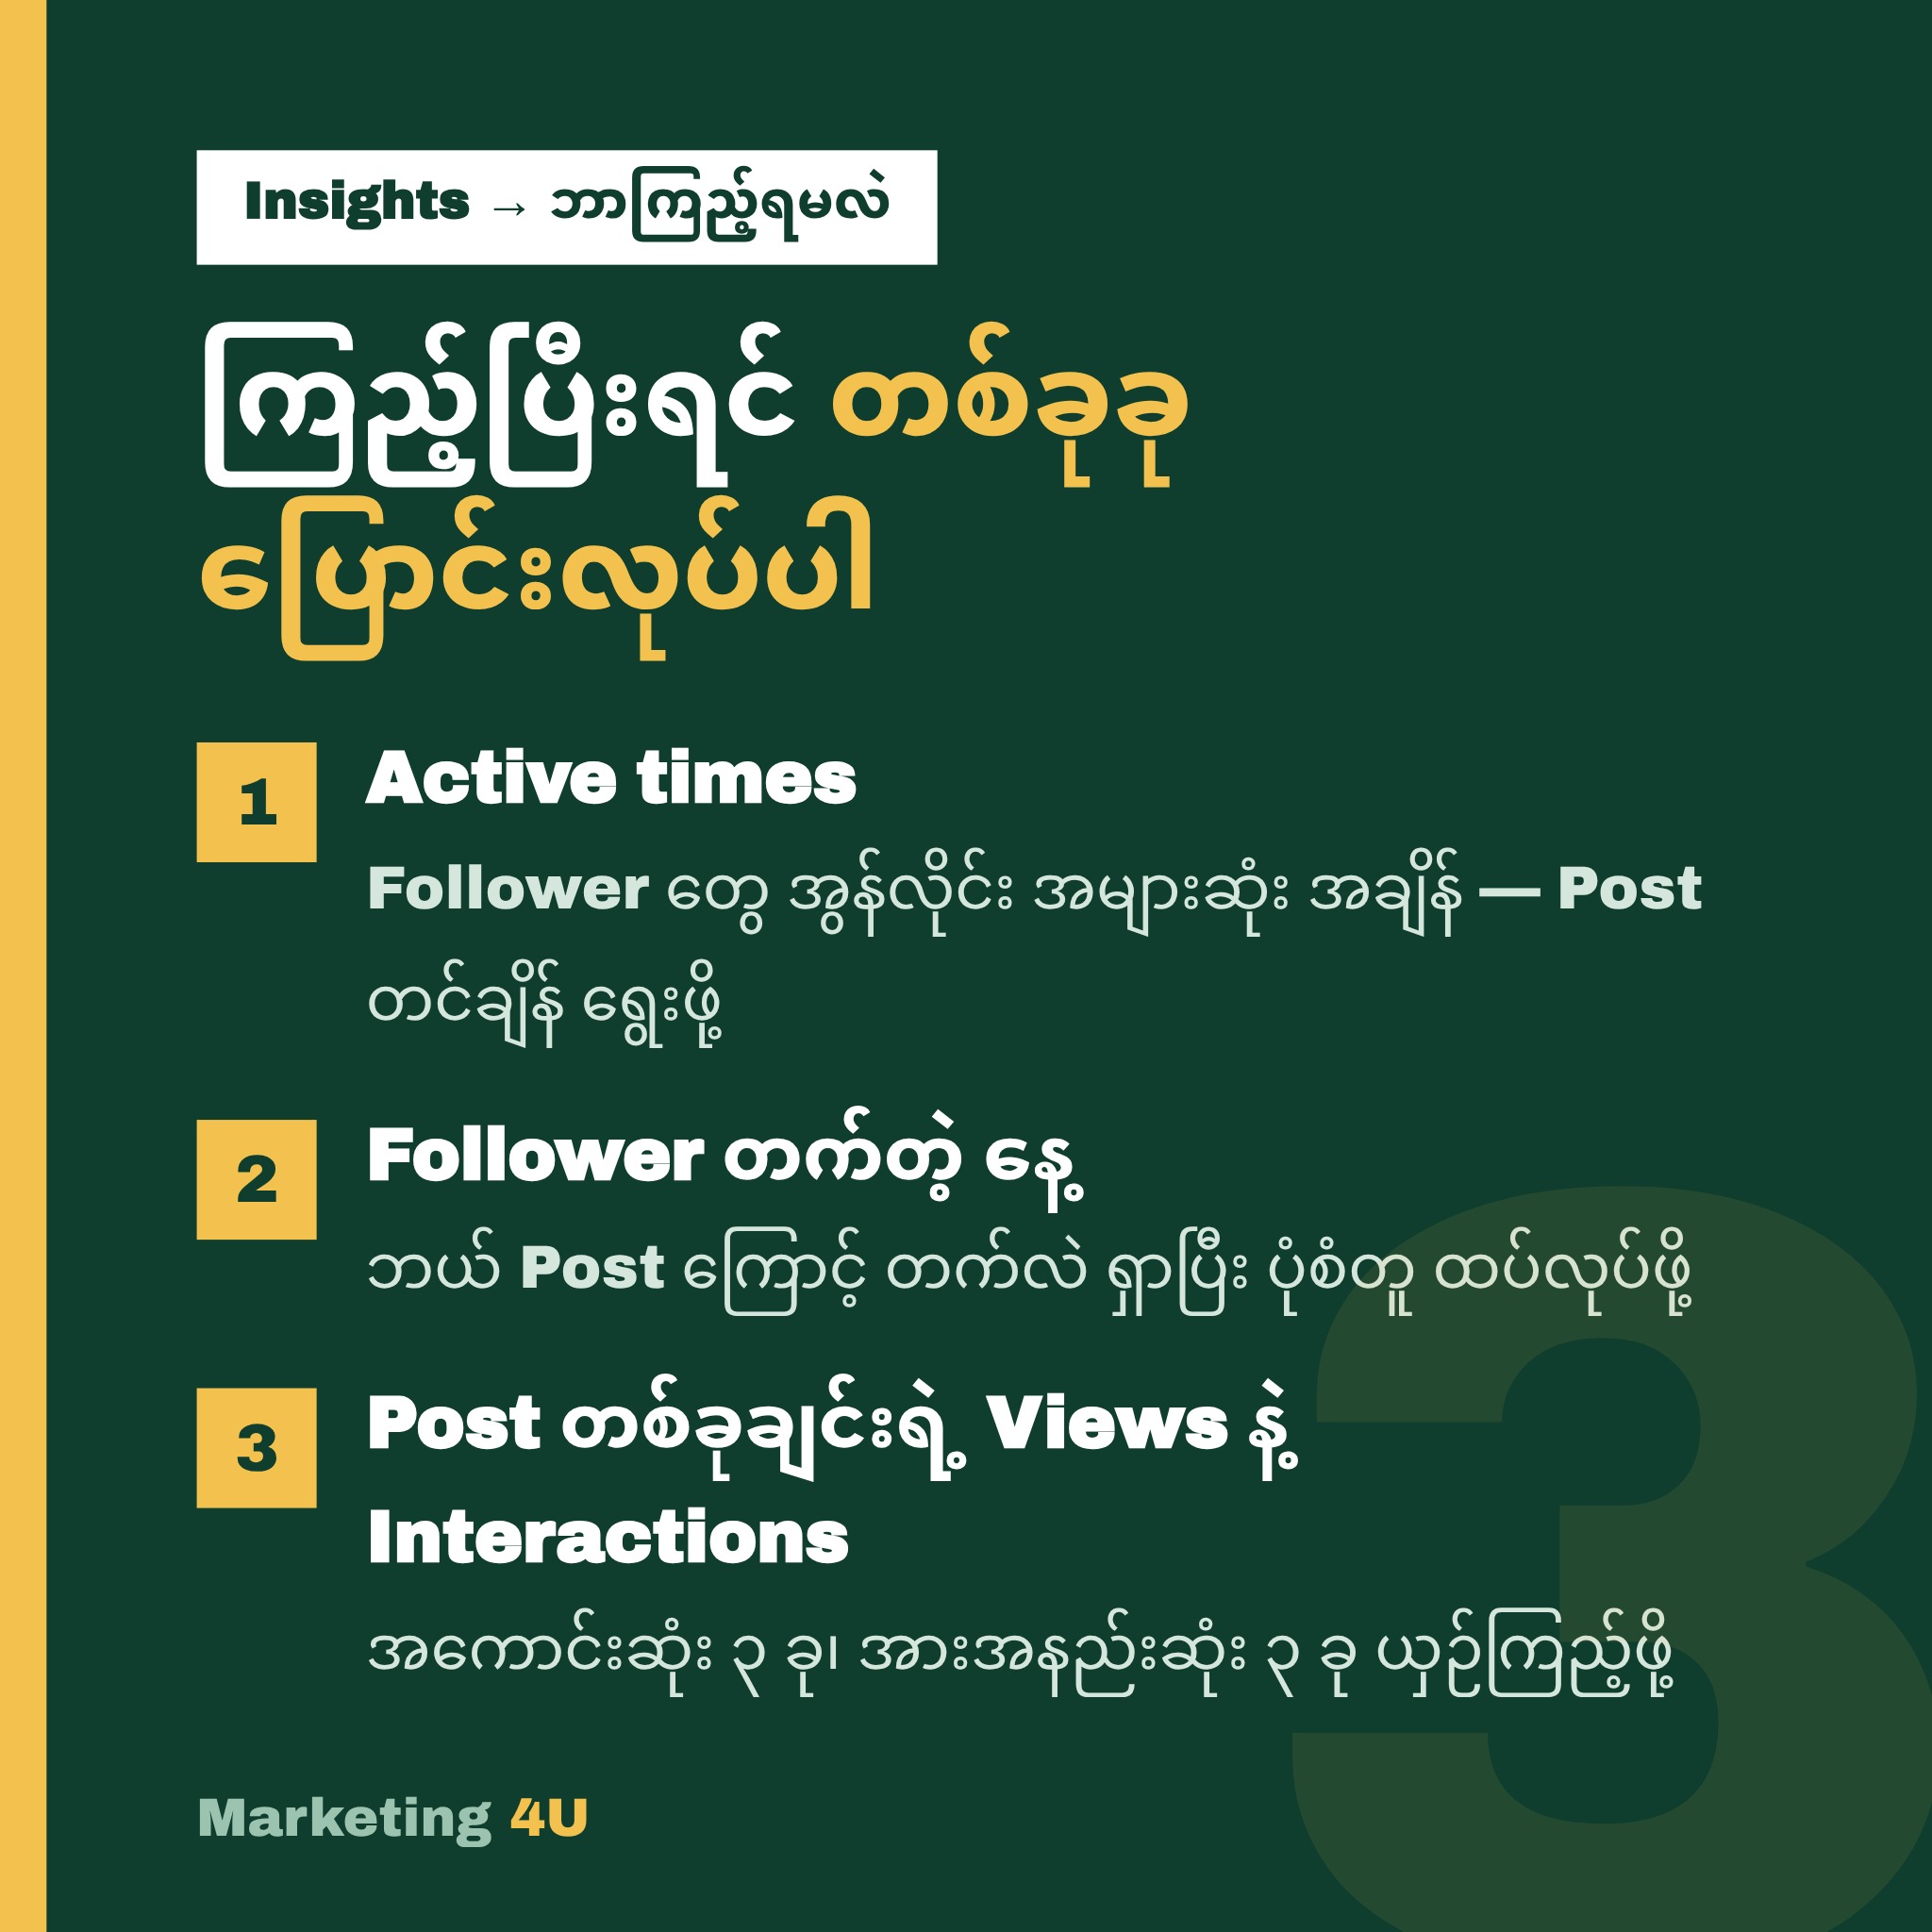 Insights → ဘာကြည့်ရမလဲ
ကြည့်ပြီးရင် တစ်ခုခု
ပြောင်းလုပ်ပါ
1
Active times
Follower တွေ အွန်လိုင်း အများဆုံး အချိန် — Post
တင်ချိန် ရွေးဖို့
2
Follower တက်တဲ့ နေ့
ဘယ် Post ကြောင့် တက်လဲ ရှာပြီး ပုံစံတူ ထပ်လုပ်ဖို့
3
Post တစ်ခုချင်းရဲ့ Views နဲ့
Interactions
အကောင်းဆုံး ၃ ခု၊ အားအနည်းဆုံး ၃ ခု ယှဉ်ကြည့်ဖို့
3
Marketing 4U